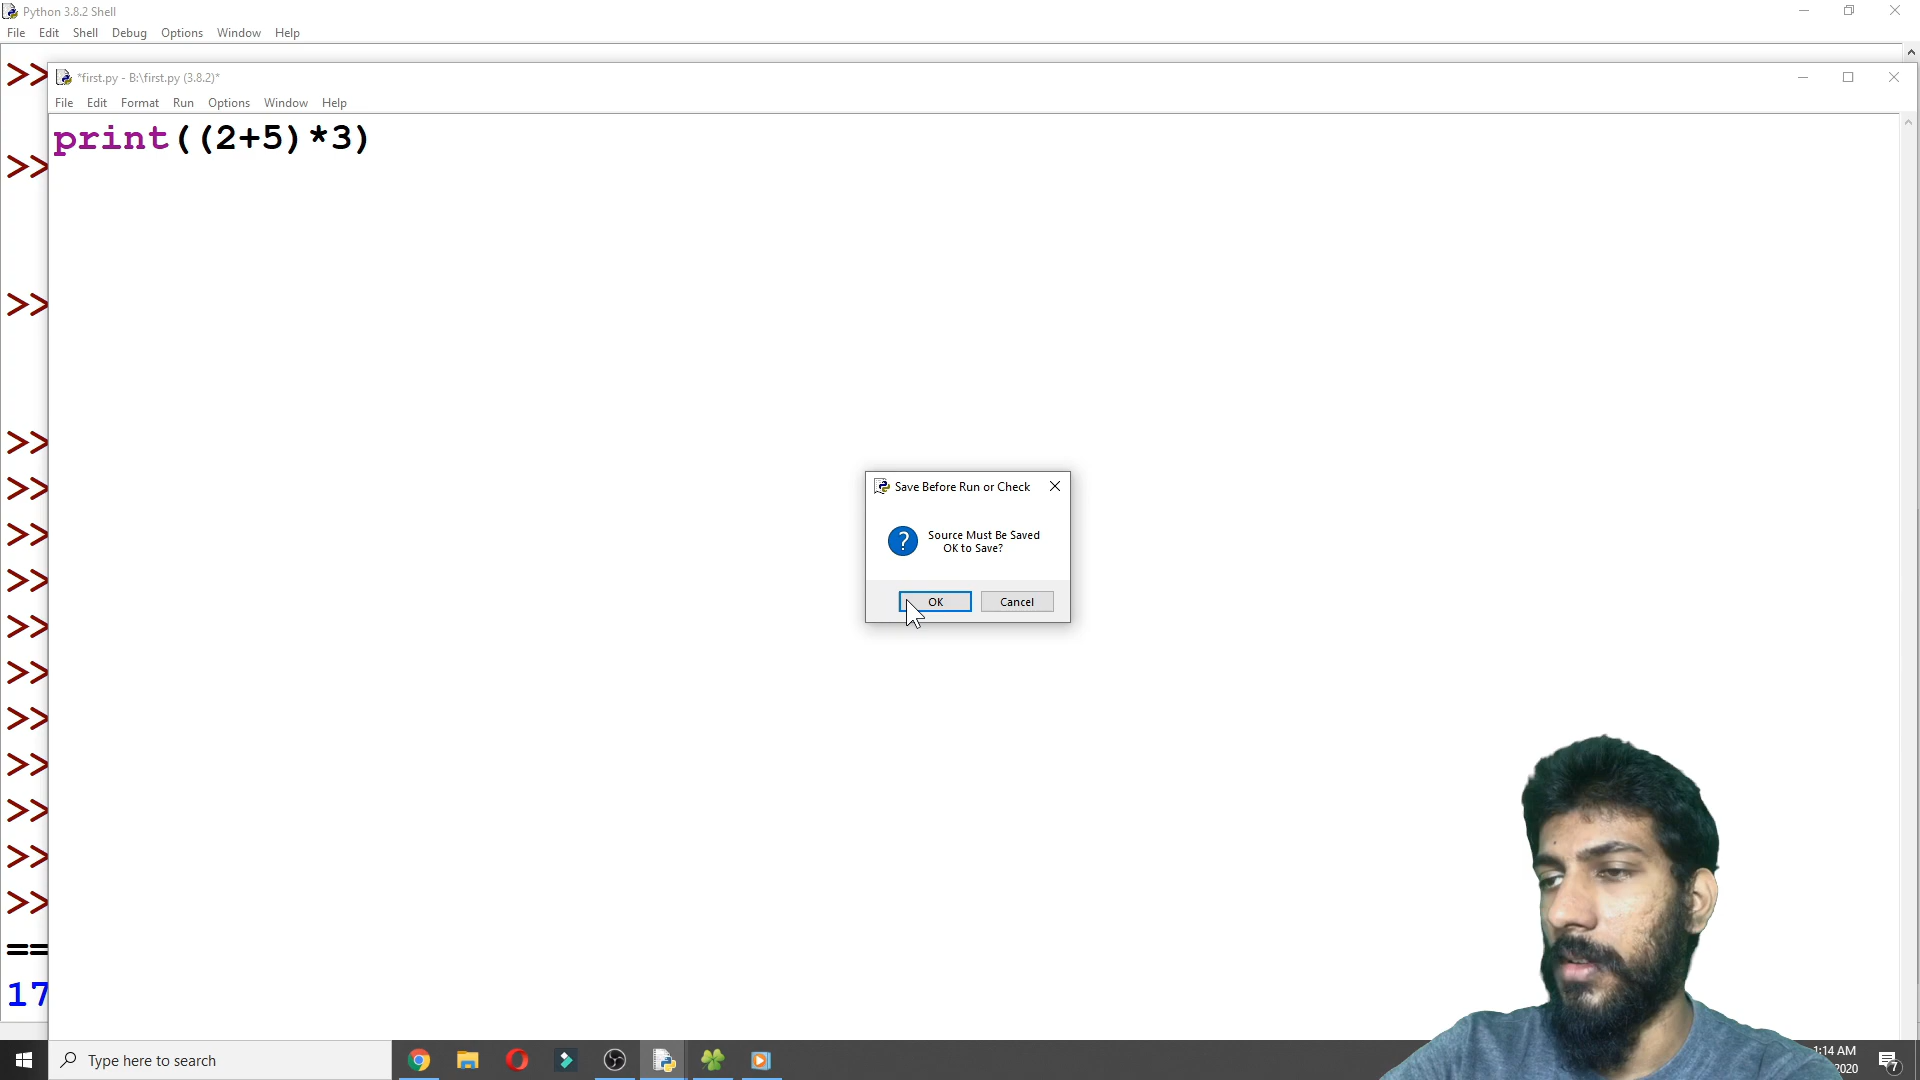 Python 3.8.2 Shell
File Edit Shell Debug Options Window Help
>>
*first.py - B:\first.py (3.8.2)*
File Edit Format Run Options Window Help
print((2+5)*3)
>>
>>
>>
>>
Save Before Run or Check
>>
Source Must Be Saved
OK to Save?
>>
OK Cancel
>>
>>
>>
>>
>>
>>
>>
==
17
Type here to search
1:14 AM
2020
7